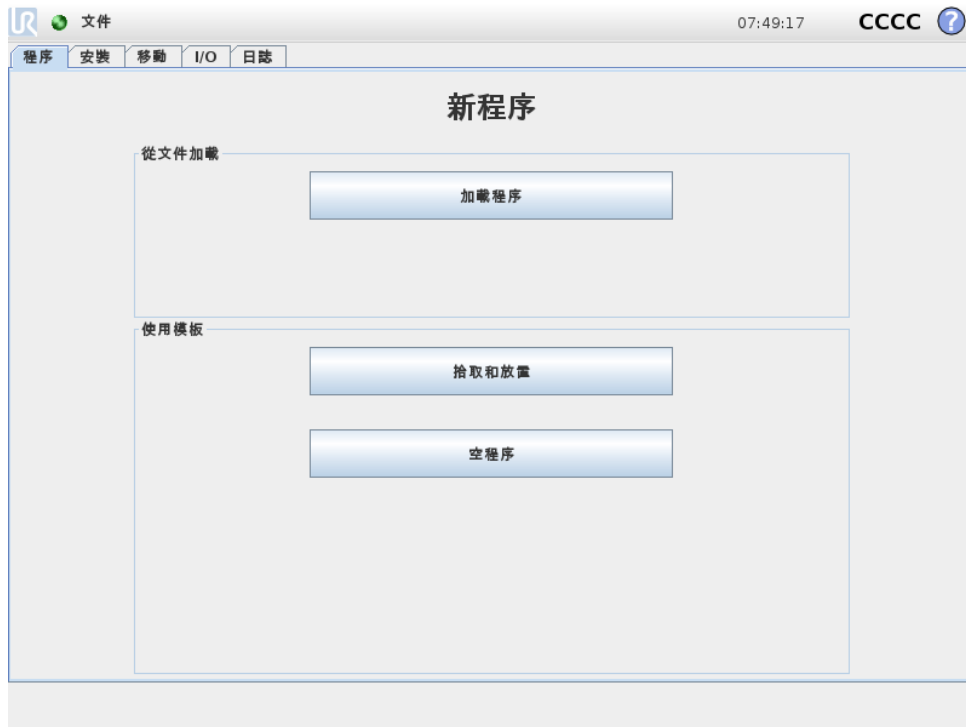 UR 文件 07:49:17 CCCC ?
程序 安裝 移動 I/O 日誌
新程序
從文件加載
加載程序
使用模板
拾取和放置
空程序